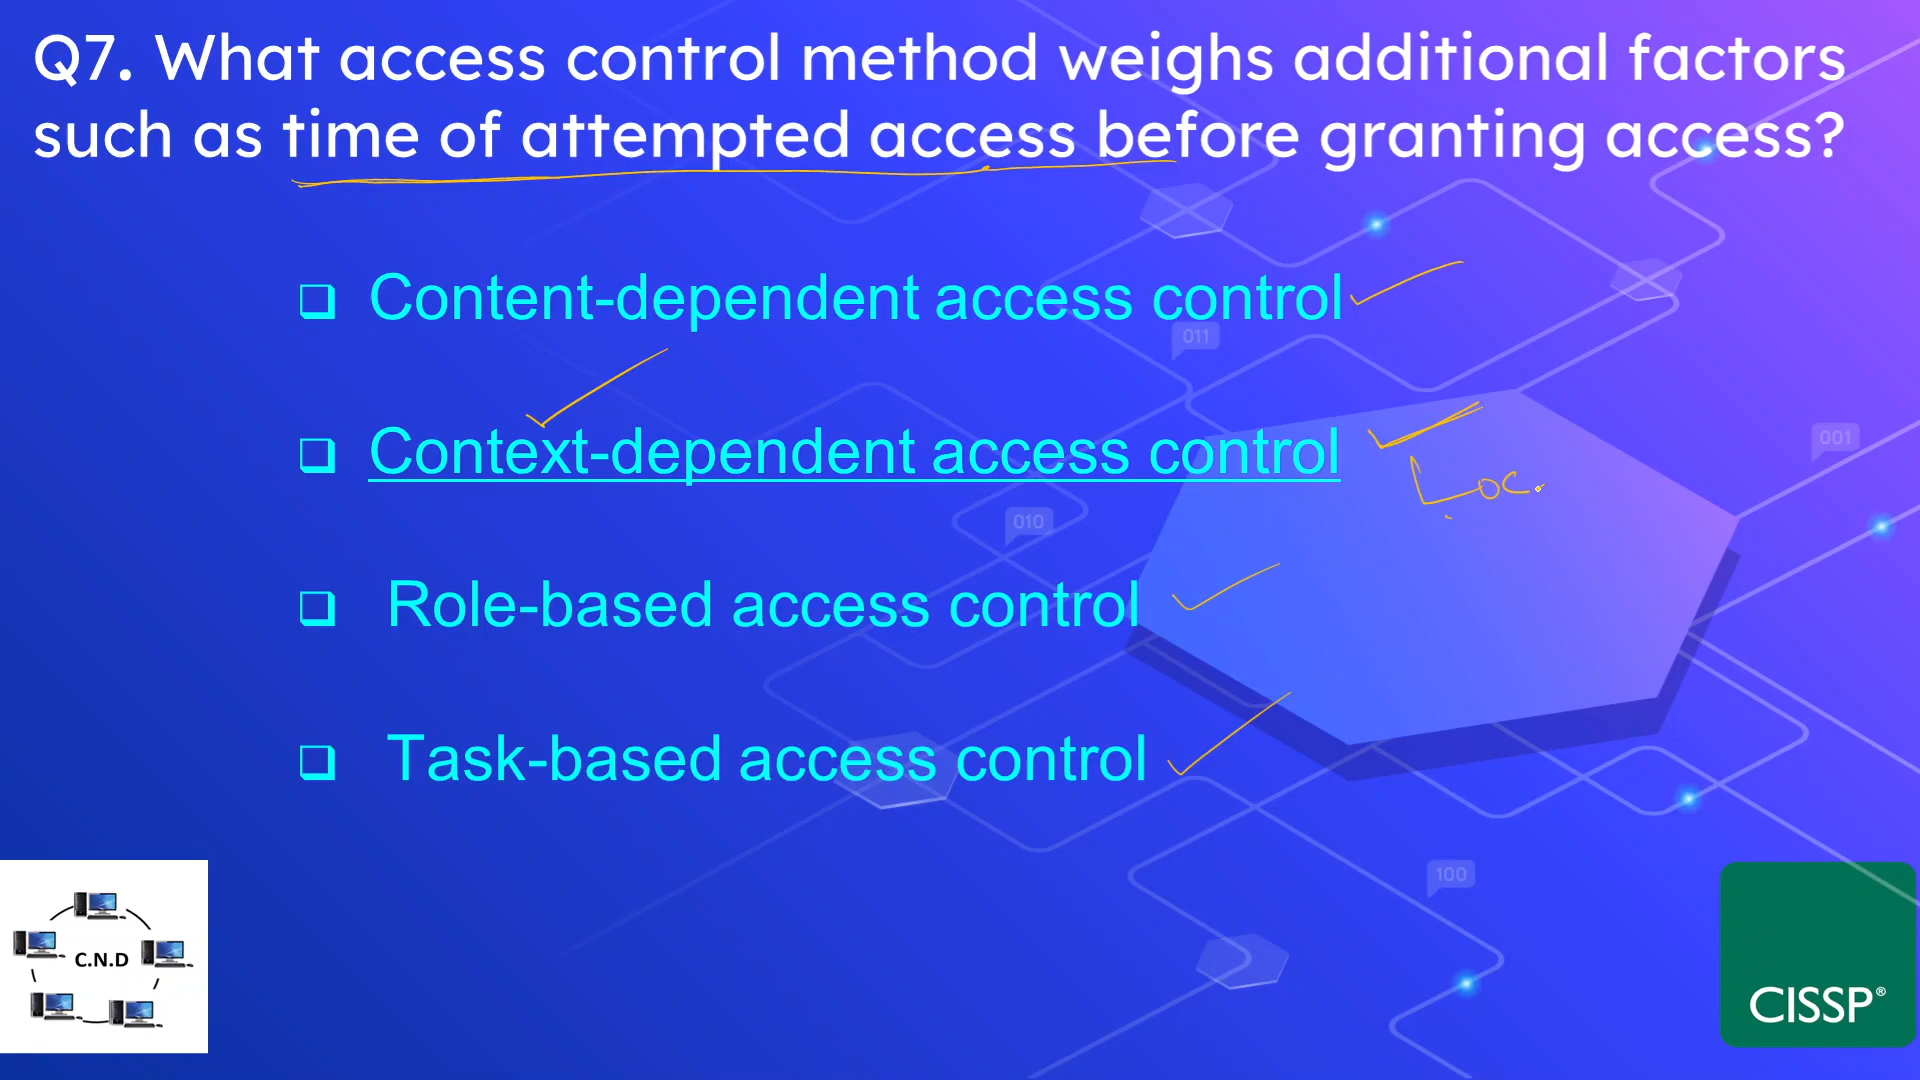 Q7. What access control method weighs additional factors
such as time of attempted access before granting access?
Content-dependent access control
011
Context-dependent access control
001
Loc.
010
Role-based access control
Task-based access control
100
C.N.D
CISSP®